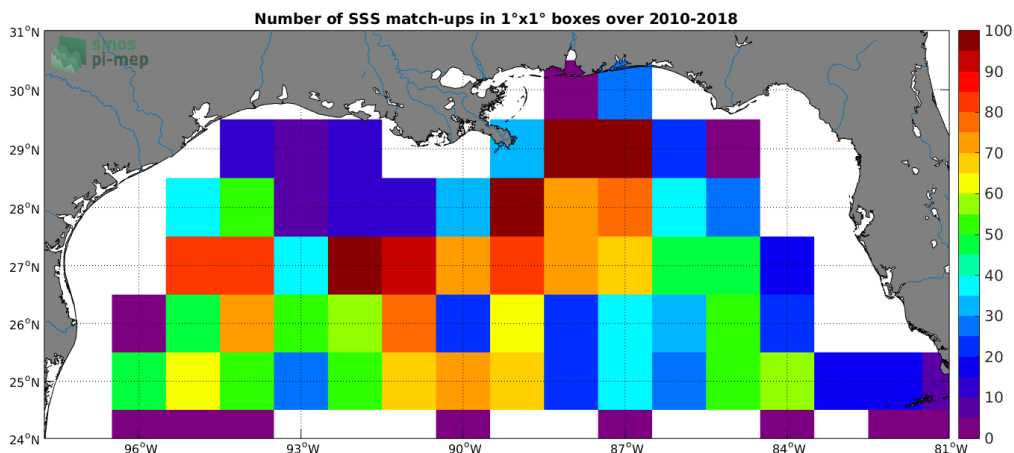 Number of SSS match-ups in 1°x1° boxes over 2010-2018
smos
pi-mep
31°N
30°N
29°N
28°N
27°N
26°N
25°N
24°N
96°W
93°W
90°W
87°W
84°W
81°W
100
90
80
70
60
50
40
30
20
10
0